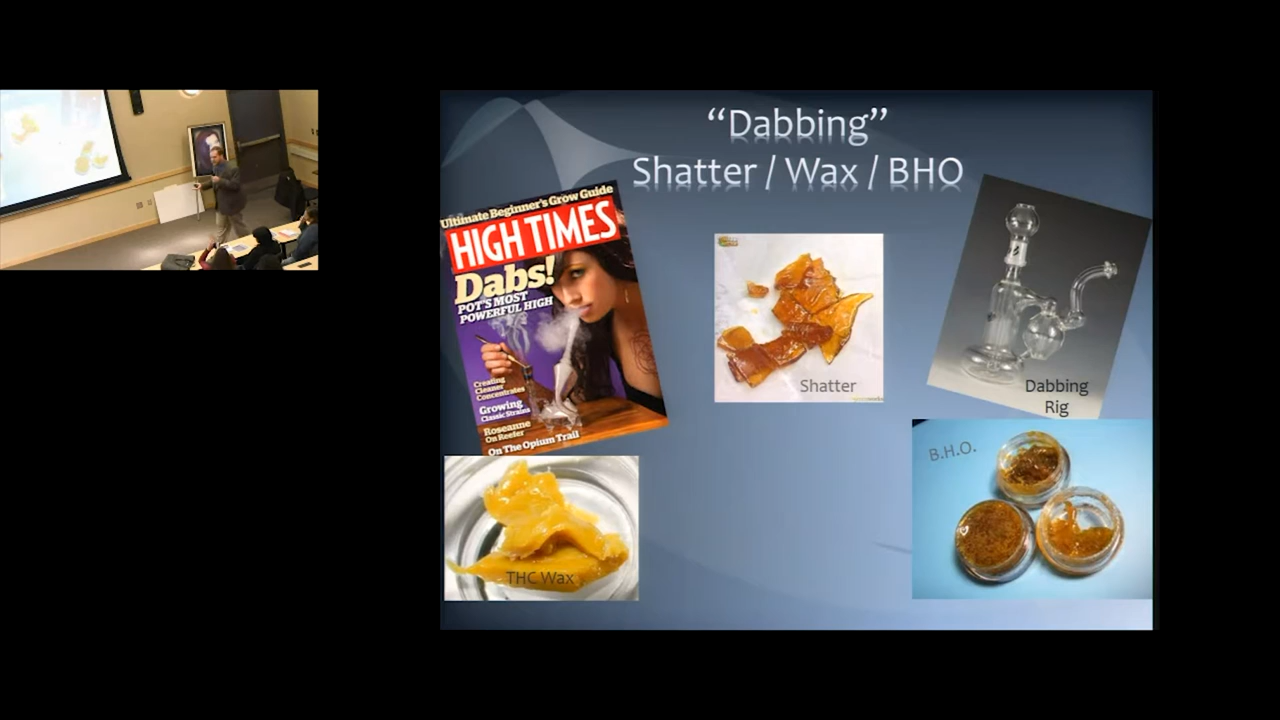 “Dabbing”
Shatter / Wax / BHO
Ultimate Beginner's Grow Guide
HIGH TIMES
Dabs!
POT'S MOST
POWERFUL HIGH
Creating
Cleaner
Concentrates
Growing
Classic Strains
Roseanne
On Reefer
On The Opium Trail
Shatter
Dabbing
Rig
B.H.O.
THC Wax